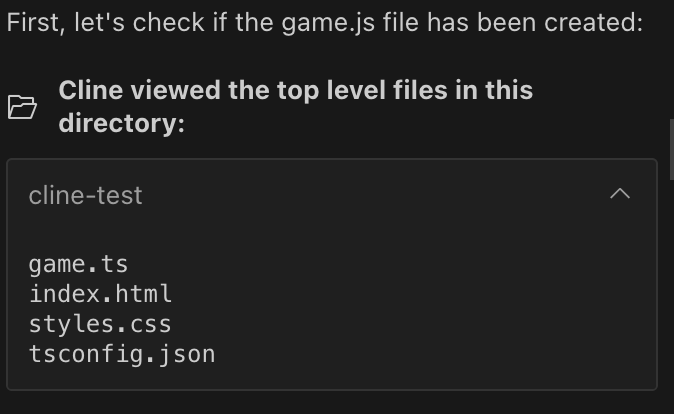 First, let's check if the game.js file has been created:
Cline viewed the top level files in this
directory:
cline-test
game.ts
index.html
styles.css
tsconfig.json